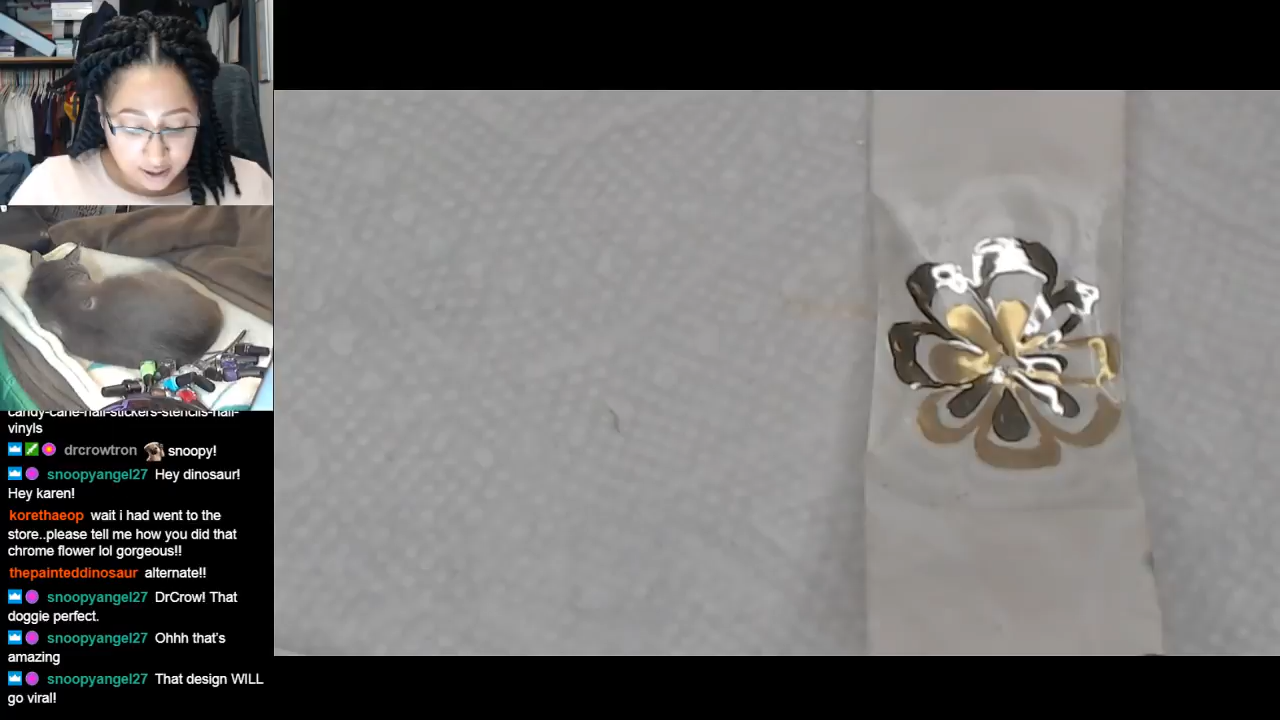 candy-cane-nail-stickers-stencils-nail-
vinyls
drcrowtron snoopy!
snoopyangel27 Hey dinosaur!
Hey karen!
korethaeop wait i had went to the
store..please tell me how you did that
chrome flower lol gorgeous!!
thepainteddinosaur alternate!!
snoopyangel27 DrCrow! That
doggie perfect.
snoopyangel27 Ohhh that's
amazing
snoopyangel27 That design WILL
go viral!